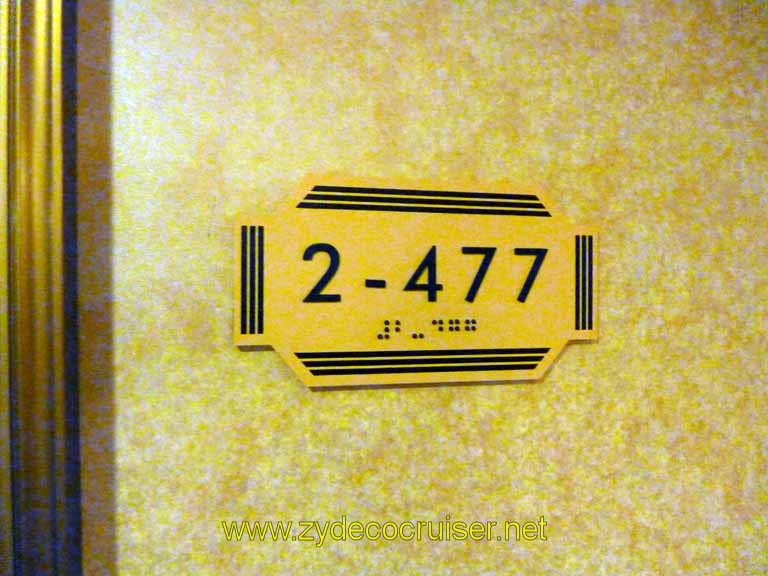 2-477
⠼⠃⠤⠙⠛⠛
www.zydecocruiser.net